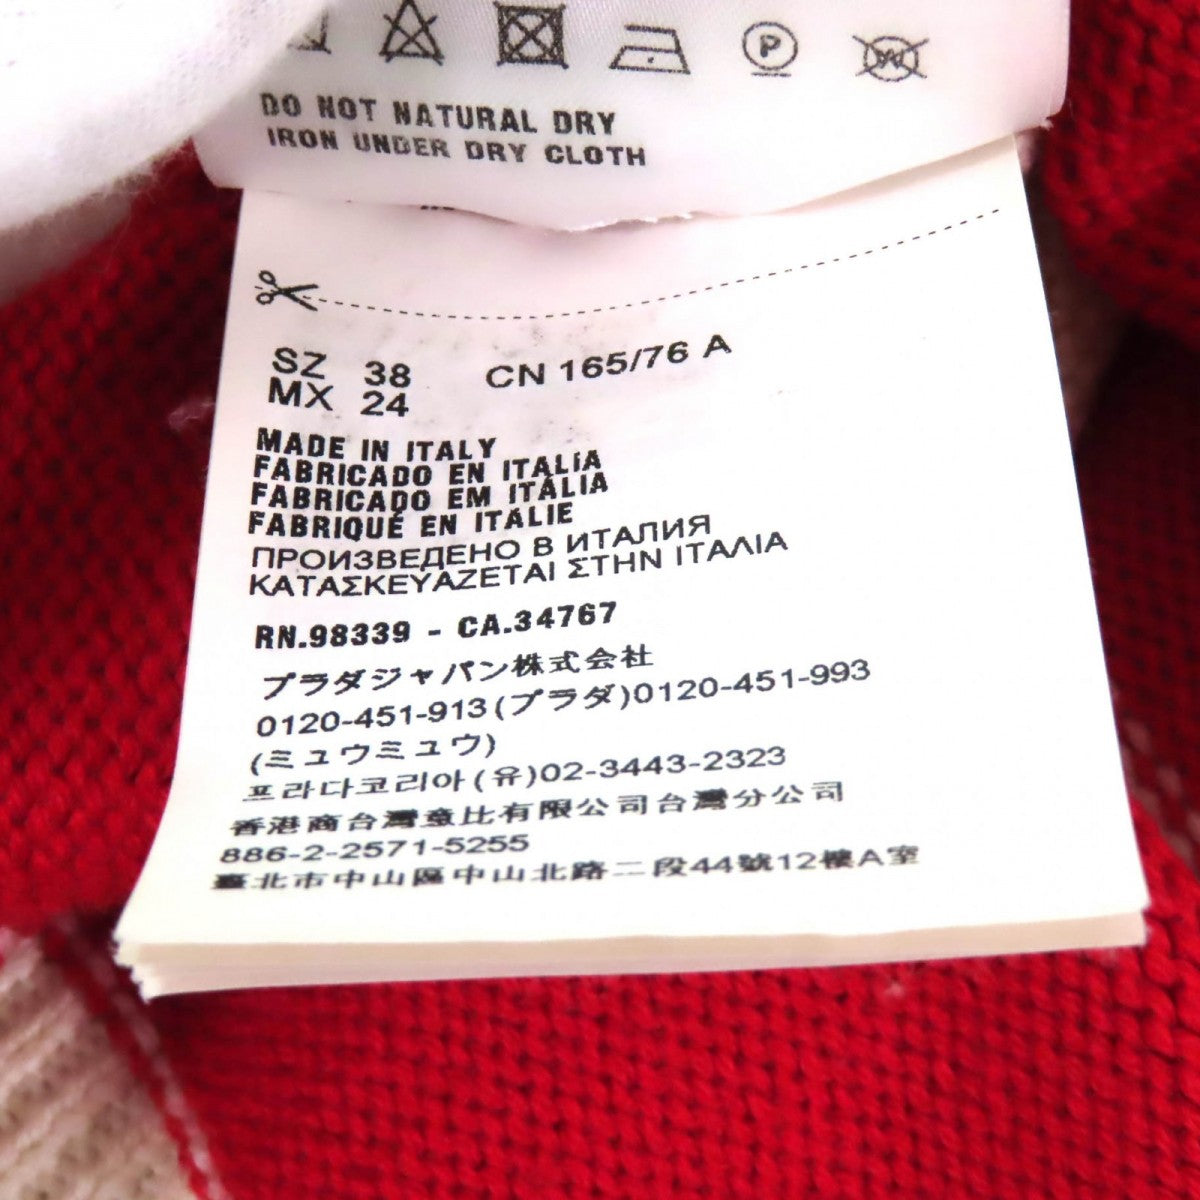 DO NOT NATURAL DRY
IRON UNDER DRY CLOTH
SZ 38 CN 165/76 A
MX 24
MADE IN ITALY
FABRICADO EN ITALIA
FABRICADO EM ITÁLIA
FABRIQUÉ EN ITALIE
ПРОИЗВЕДЕНО В ИТАЛИЯ
ΚΑΤΑΣΚΕΥΑΖΕΤΑΙ ΣΤΗΝ ΙΤΑΛΙΑ
RN.98339 - CA.34767
プラダジャパン株式会社
0120-451-913(プラダ)0120-451-993
(ミュウミュウ)
프라다코리아(유)02-3443-2323
香港商台灣意比有限公司台灣分公司
886-2-2571-5255
臺北市中山區中山北路二段44號12樓A室